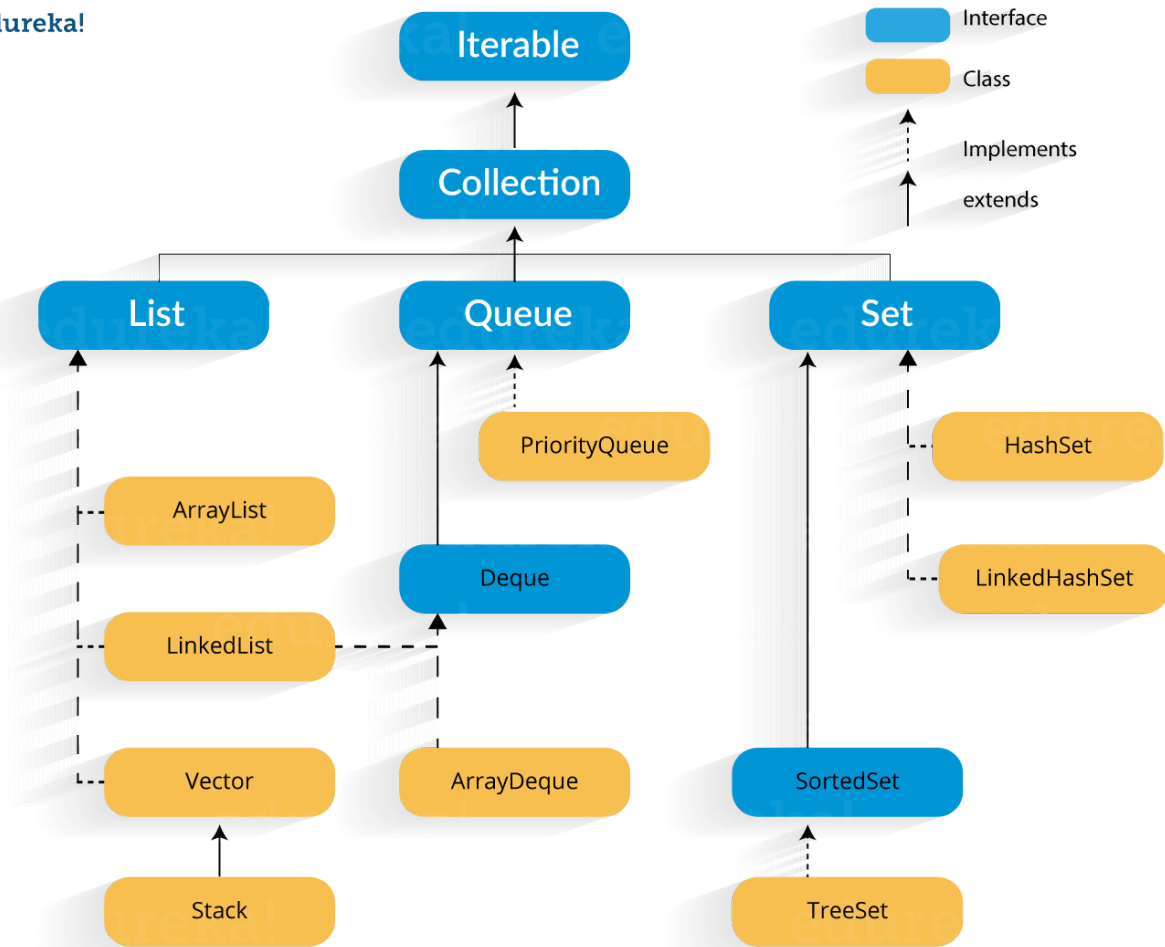 dureka!
Interface
Iterable
Class
Implements
Collection
extends
List
Queue
Set
PriorityQueue
HashSet
ArrayList
Deque
LinkedHashSet
LinkedList
Vector
ArrayDeque
SortedSet
Stack
TreeSet